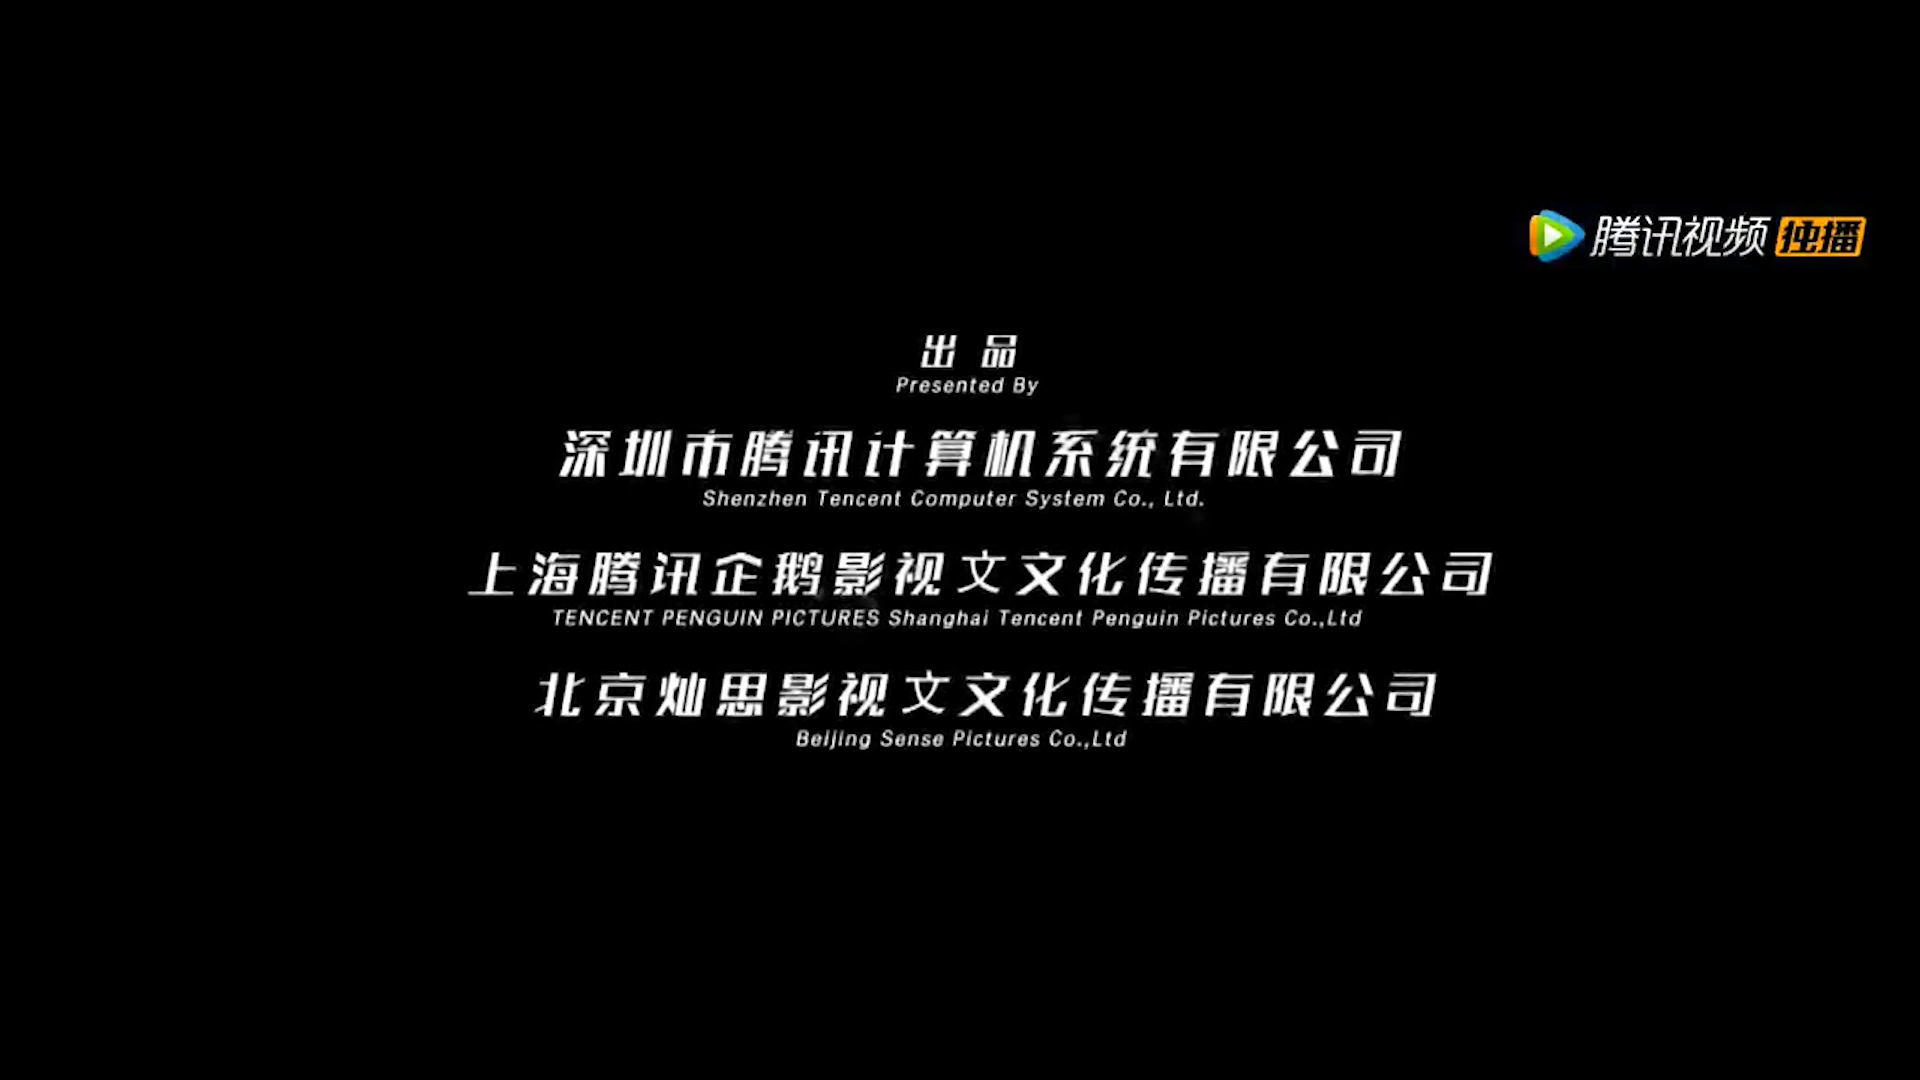 腾讯视频 独播
出 品
Presented By
深圳市腾讯计算机系统有限公司
Shenzhen Tencent Computer System Co., Ltd.
上海腾讯企鹅影视文文化传播有限公司
TENCENT PENGUIN PICTURES Shanghai Tencent Penguin Pictures Co.,Ltd
北京灿思影视文文化传播有限公司
Beijing Sense Pictures Co.,Ltd